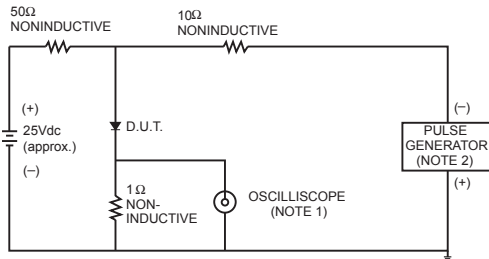 50Ω
NONINDUCTIVE
10Ω
NONINDUCTIVE
(+)
25Vdc
(approx.)
(−)
D.U.T.
1Ω
NON-
INDUCTIVE
OSCILLISCOPE
(NOTE 1)
(−)
PULSE
GENERATOR
(NOTE 2)
(+)